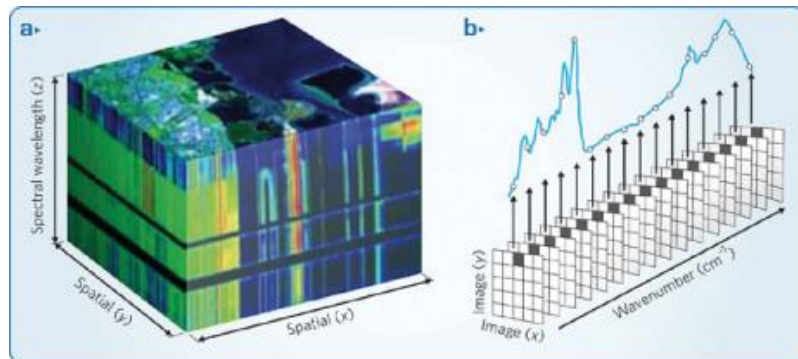 a▸
Spectral wavelength (z)
Spatial (y)
Spatial (x)
b▸
Image (y)
Image (x)
Wavenumber (cm⁻¹)